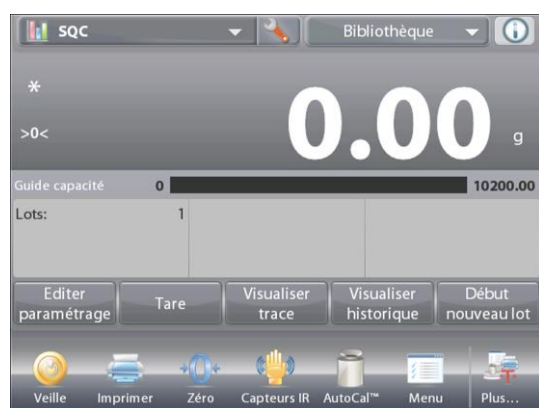 SQC
Bibliothèque
*
>0<
0.00 g
Guide capacité 0 10200.00
Lots: 1
Editer paramétrage
Tare
Visualiser trace
Visualiser historique
Début nouveau lot
Veille
Imprimer
Zéro
Capteurs IR
AutoCal™
Menu
Plus...